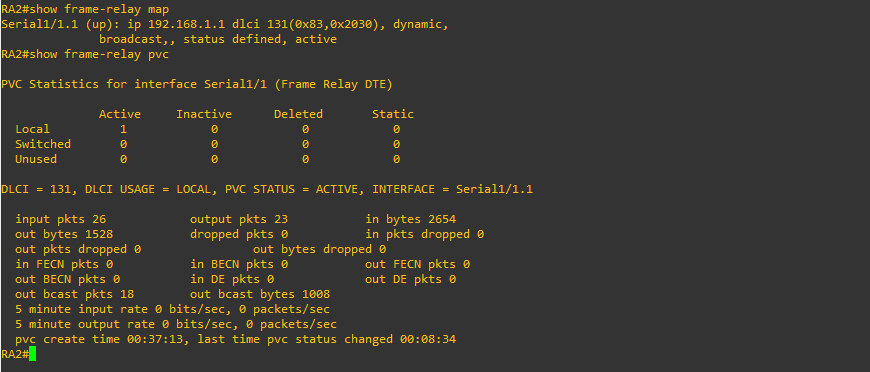 RA2#show frame-relay map
Serial1/1.1 (up): ip 192.168.1.1 dlci 131(0x83,0x2030), dynamic,
              broadcast,, status defined, active
RA2#show frame-relay pvc

PVC Statistics for interface Serial1/1 (Frame Relay DTE)

              Active     Inactive      Deleted       Static
  Local          1            0            0            0
  Switched       0            0            0            0
  Unused         0            0            0            0

DLCI = 131, DLCI USAGE = LOCAL, PVC STATUS = ACTIVE, INTERFACE = Serial1/1.1

  input pkts 26            output pkts 23           in bytes 2654
  out bytes 1528           dropped pkts 0           in pkts dropped 0
  out pkts dropped 0                out bytes dropped 0
  in FECN pkts 0           in BECN pkts 0           out FECN pkts 0
  out BECN pkts 0          in DE pkts 0             out DE pkts 0
  out bcast pkts 18        out bcast bytes 1008
  5 minute input rate 0 bits/sec, 0 packets/sec
  5 minute output rate 0 bits/sec, 0 packets/sec
  pvc create time 00:37:13, last time pvc status changed 00:08:34
RA2#